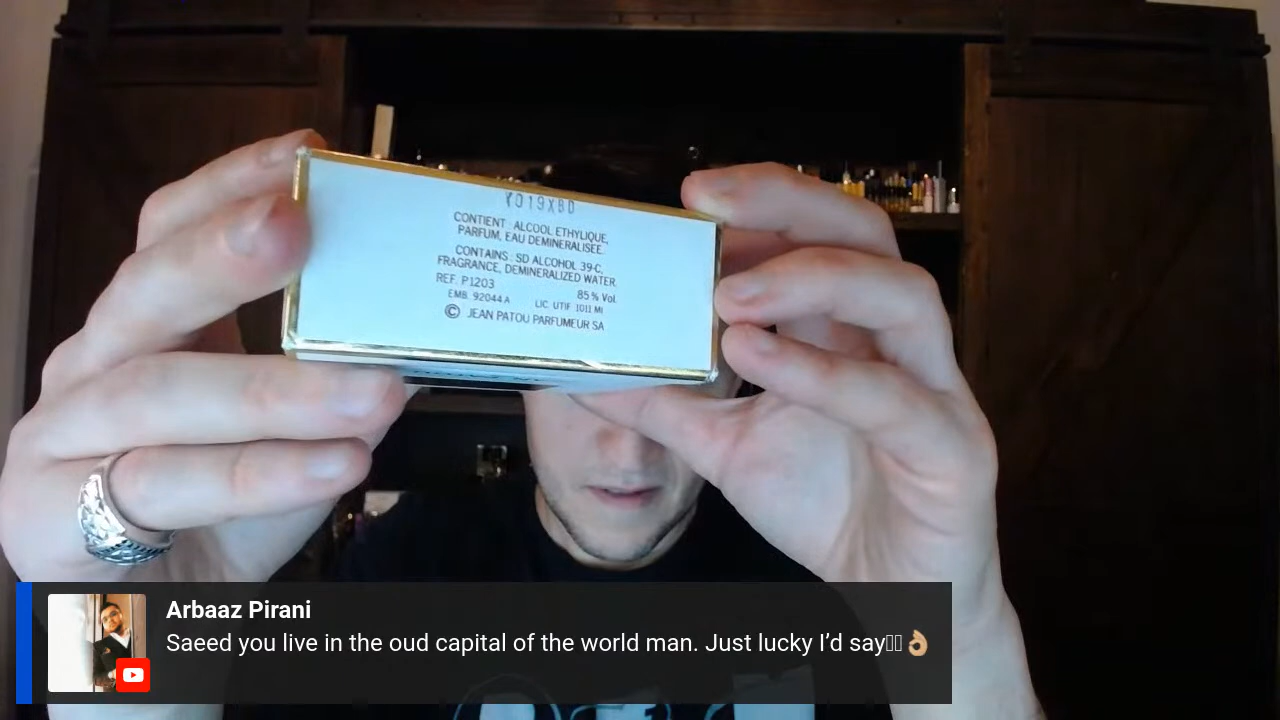 Y019XBD
CONTIENT : ALCOOL ETHYLIQUE,
PARFUM, EAU DEMINERALISEE.
CONTAINS : SD ALCOHOL 39-C,
FRAGRANCE, DEMINERALIZED WATER.
REF. P1203
85% Vol.
EMB. 92044 A LIC. UTIF 1011 MI
© JEAN PATOU PARFUMEUR SA
Arbaaz Pirani
Saeed you live in the oud capital of the world man. Just lucky I’d say👌🏼